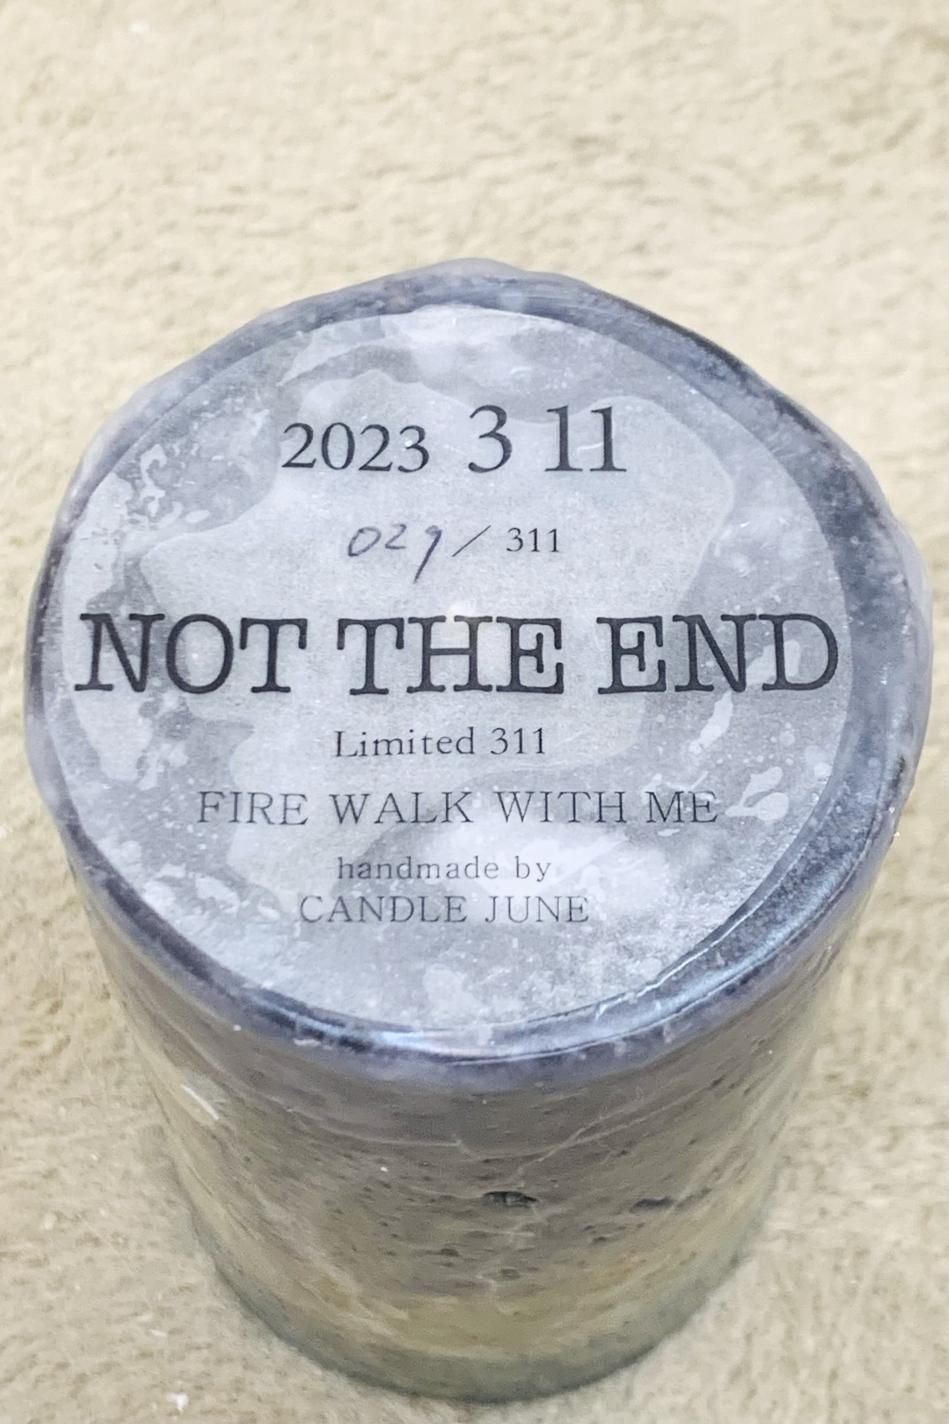 2023 3 11
029 / 311
NOT THE END
Limited 311
FIRE WALK WITH ME
handmade by
CANDLE JUNE